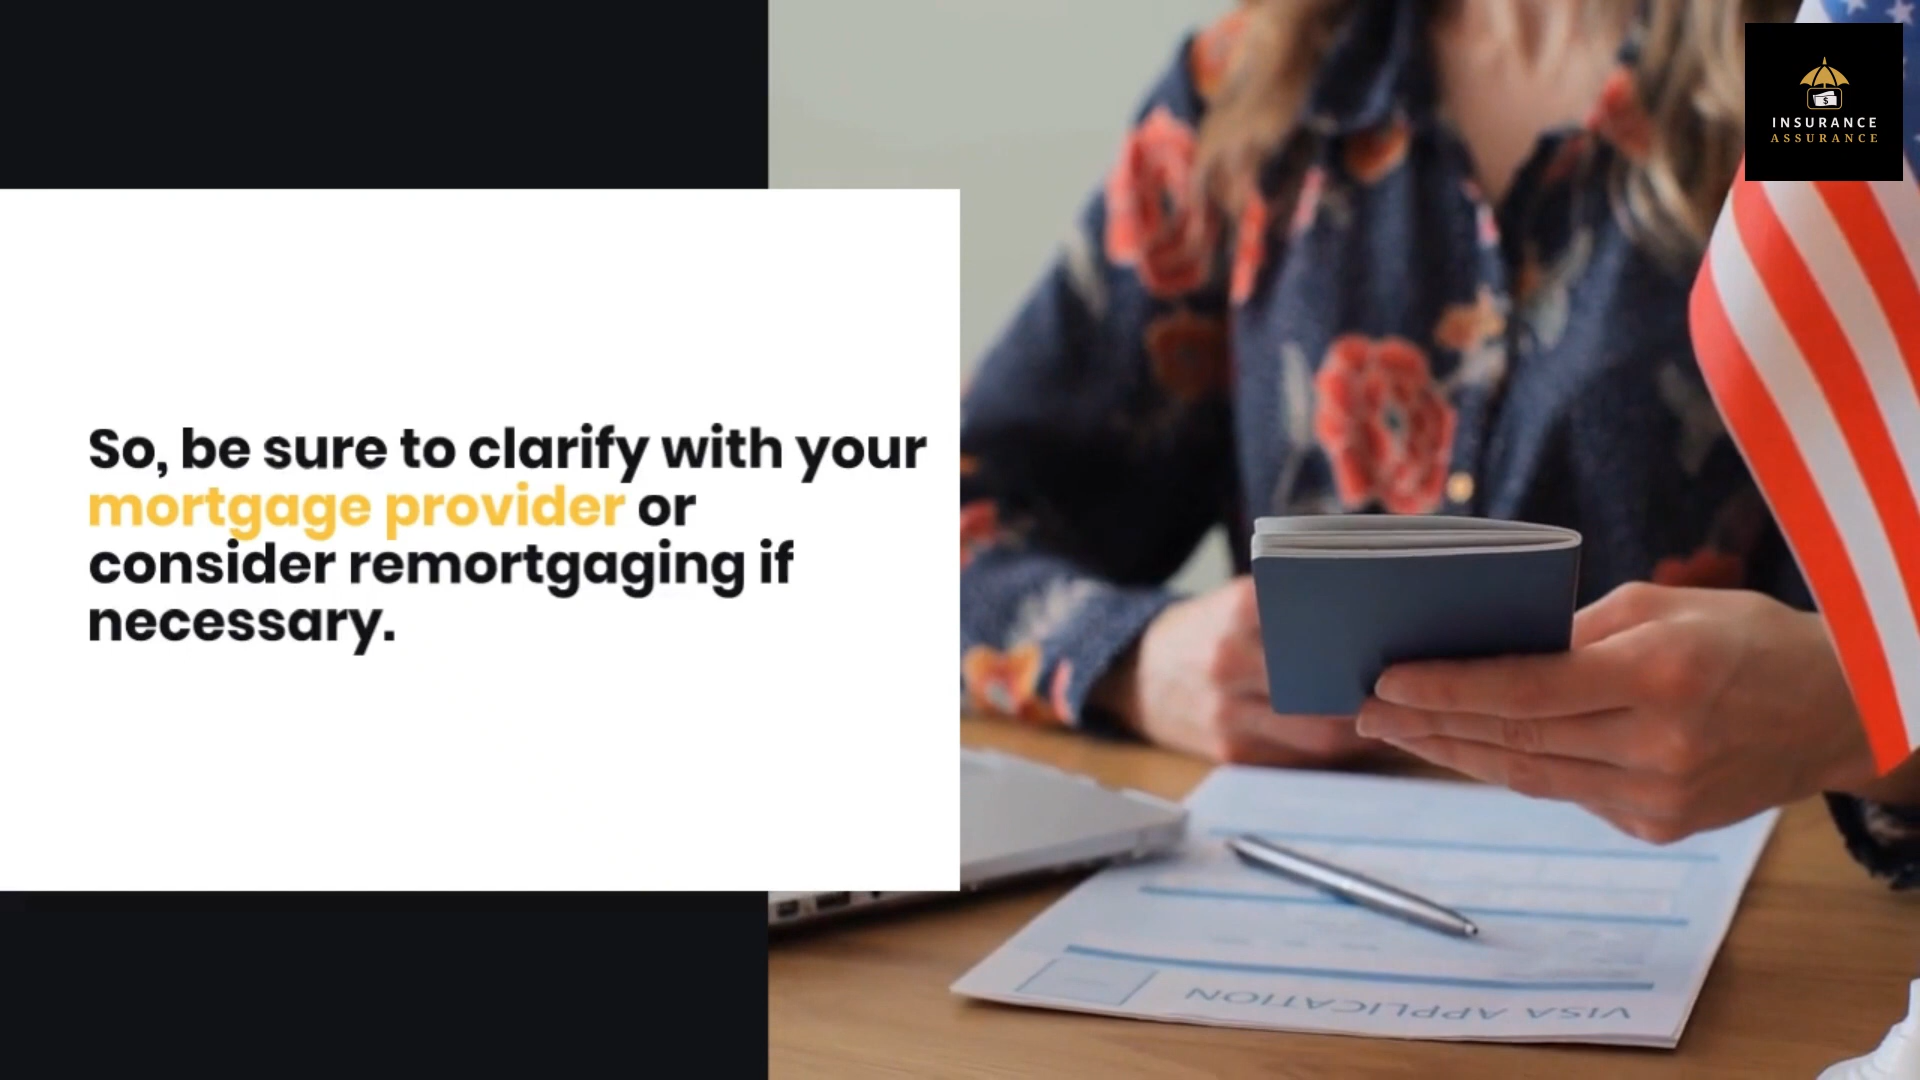 So, be sure to clarify with your
mortgage provider or
consider remortgaging if
necessary.
$
INSURANCE
ASSURANCE
VISA APPLICATION